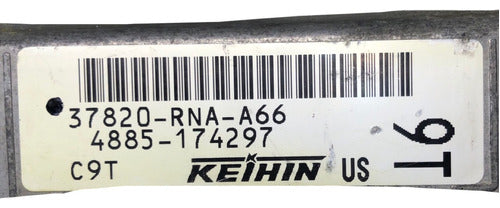 37820-RNA-A66
4885-174297
C9T KEIHIN US
9T